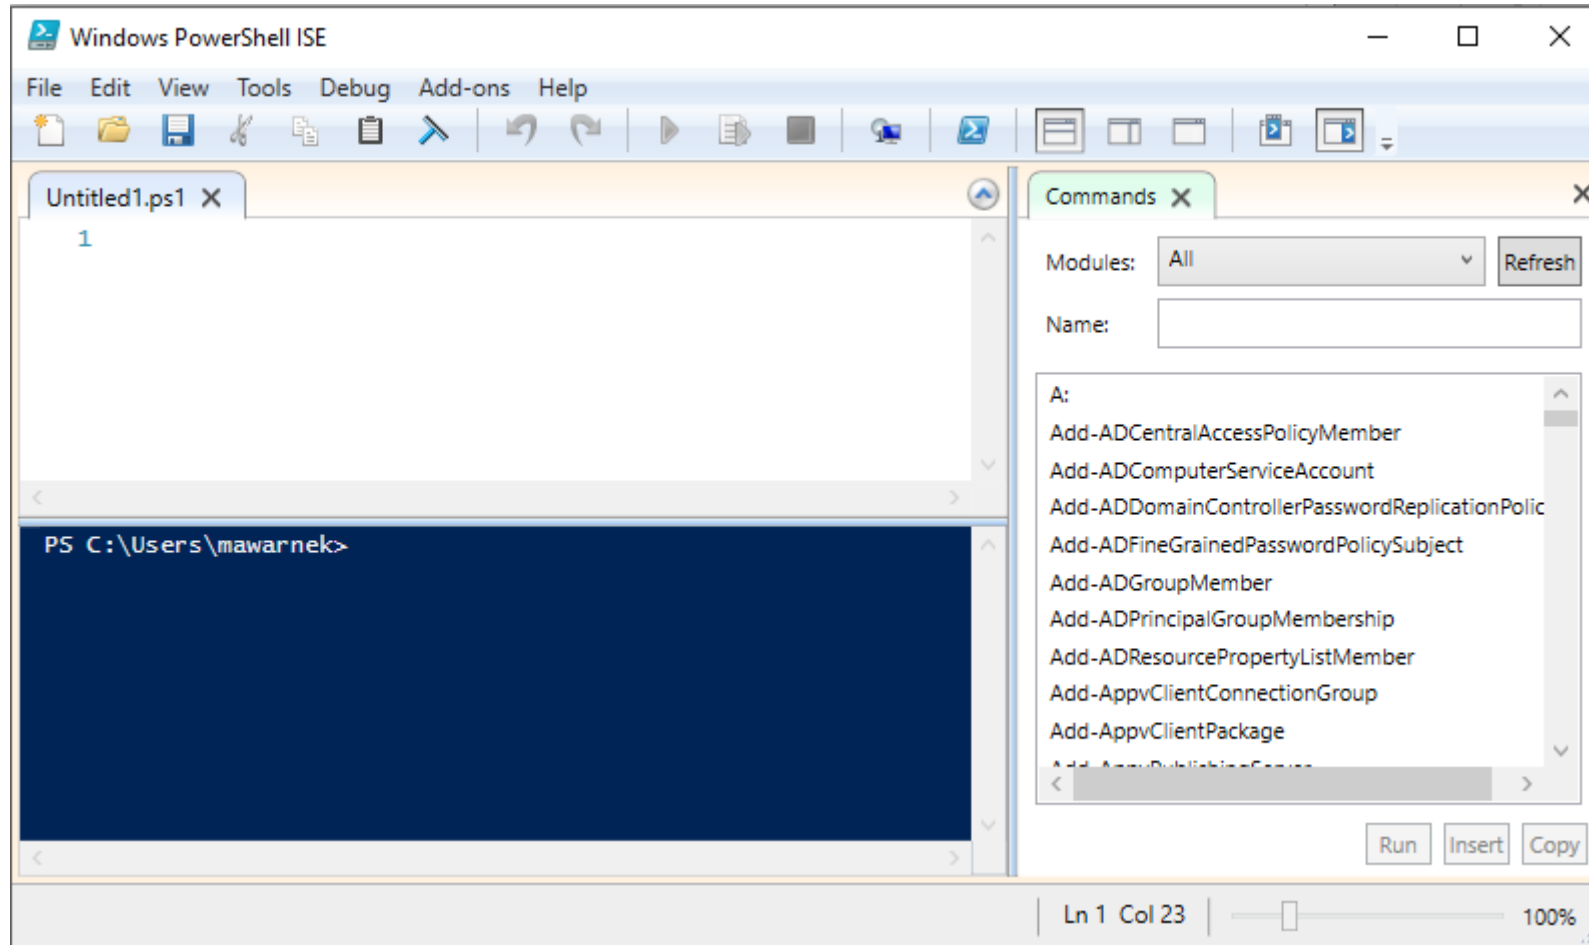 Windows PowerShell ISE
File Edit View Tools Debug Add-ons Help
Untitled1.ps1
1
PS C:\Users\mawarnek>
Commands
Modules: All Refresh
Name:
A:
Add-ADCentralAccessPolicyMember
Add-ADComputerServiceAccount
Add-ADDomainControllerPasswordReplicationPolic
Add-ADFineGrainedPasswordPolicySubject
Add-ADGroupMember
Add-ADPrincipalGroupMembership
Add-ADResourcePropertyListMember
Add-AppvClientConnectionGroup
Add-AppvClientPackage
Add-AppvPublishingServer
Run Insert Copy
Ln 1 Col 23 100%